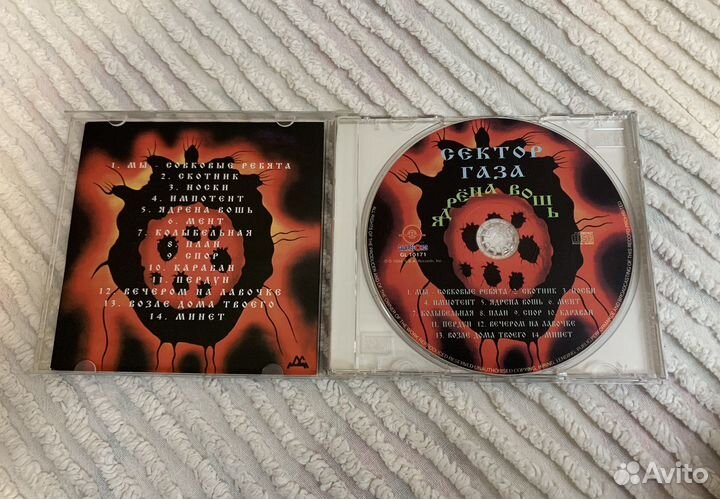 1. МЫ - СОВКОВЫЕ РЕБЯТА
2. СКОТНИК
3. НОСКИ
4. ИМПОТЕНТ
5. ЯДРЕНА ВОШЬ
6. МЕНТ
7. КОЛЫБЕЛЬНАЯ
8. ПЛАН
9. СПОР
10. КАРАВАН
11. ПЕРДУН
12. ВЕЧЕРОМ НА ЛАВОЧКЕ
13. ВОЗЛЕ ДОМА ТВОЕГО
14. МИНЕТ
СЕКТОР
ГАЗА
ЯДРЁНА ВОШЬ
GL 10171
1. МЫ - СОВКОВЫЕ РЕБЯТА 2. СКОТНИК 3. НОСКИ
4. ИМПОТЕНТ 5. ЯДРЕНА ВОШЬ 6. МЕНТ
7. КОЛЫБЕЛЬНАЯ 8. ПЛАН 9. СПОР 10. КАРАВАН
11. ПЕРДУН 12. ВЕЧЕРОМ НА ЛАВОЧКЕ
13. ВОЗЛЕ ДОМА ТВОЕГО 14. МИНЕТ
Avito